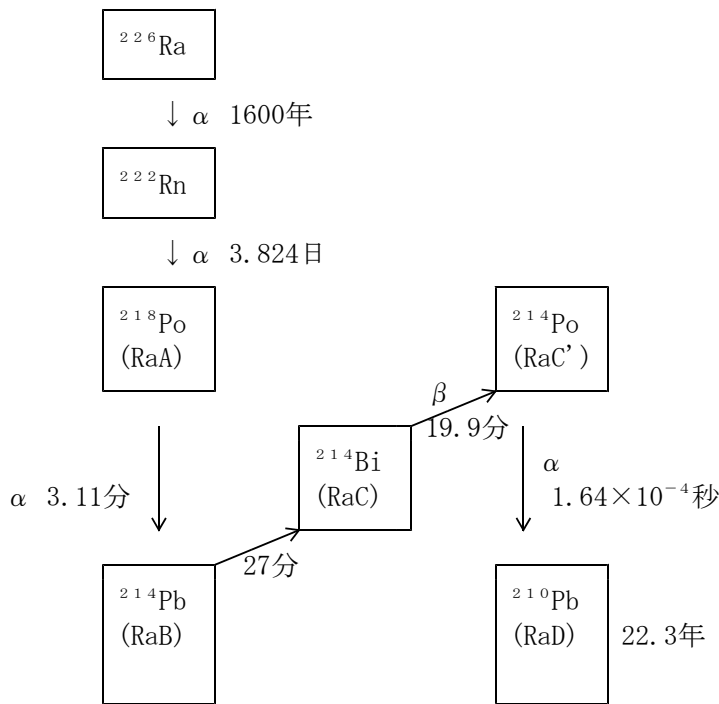 ²²⁶Ra
↓ α 1600年
²²²Rn
↓ α 3.824日
²¹⁸Po
(RaA)
²¹⁴Po
(RaC’)
β
19.9分
²¹⁴Bi
(RaC)
α 3.11分
α
1.64×10⁻⁴秒
27分
²¹⁴Pb
(RaB)
²¹⁰Pb
(RaD)
22.3年